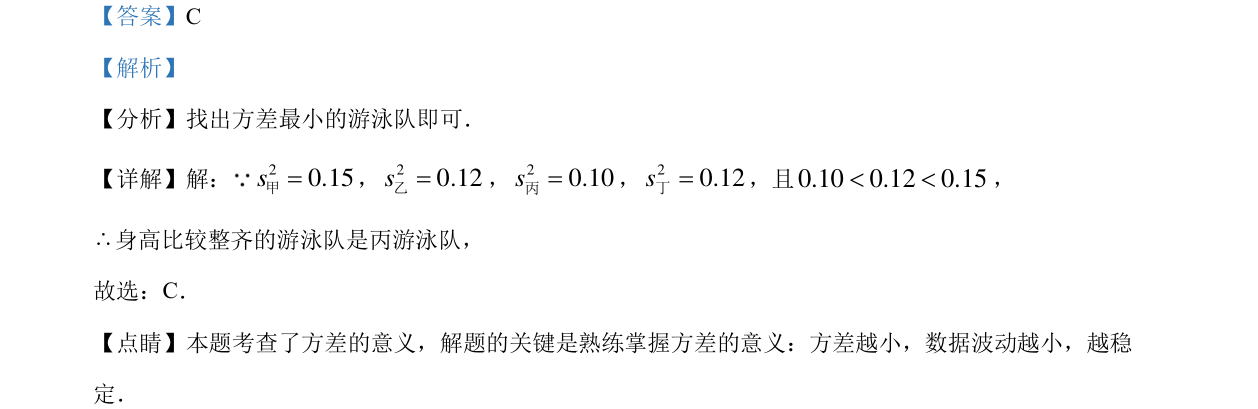 【答案】C
【解析】
【分析】找出方差最小的游泳队即可．
【详解】解：∵ $s_{甲}^{2}=0.15$，$s_{乙}^{2}=0.12$，$s_{丙}^{2}=0.10$，$s_{丁}^{2}=0.12$，且$0.10<0.12<0.15$，
∴身高比较整齐的游泳队是丙游泳队，
故选：C．
【点睛】本题考查了方差的意义，解题的关键是熟练掌握方差的意义：方差越小，数据波动越小，越稳
定．